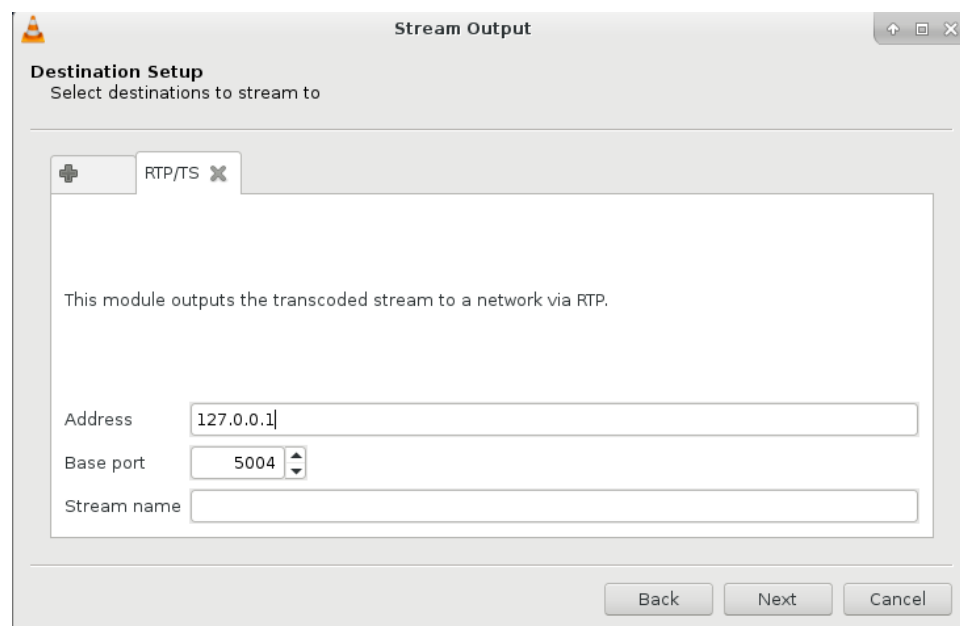 Stream Output
Destination Setup
Select destinations to stream to
RTP/TS
This module outputs the transcoded stream to a network via RTP.
Address 127.0.0.1
Base port 5004
Stream name
Back Next Cancel